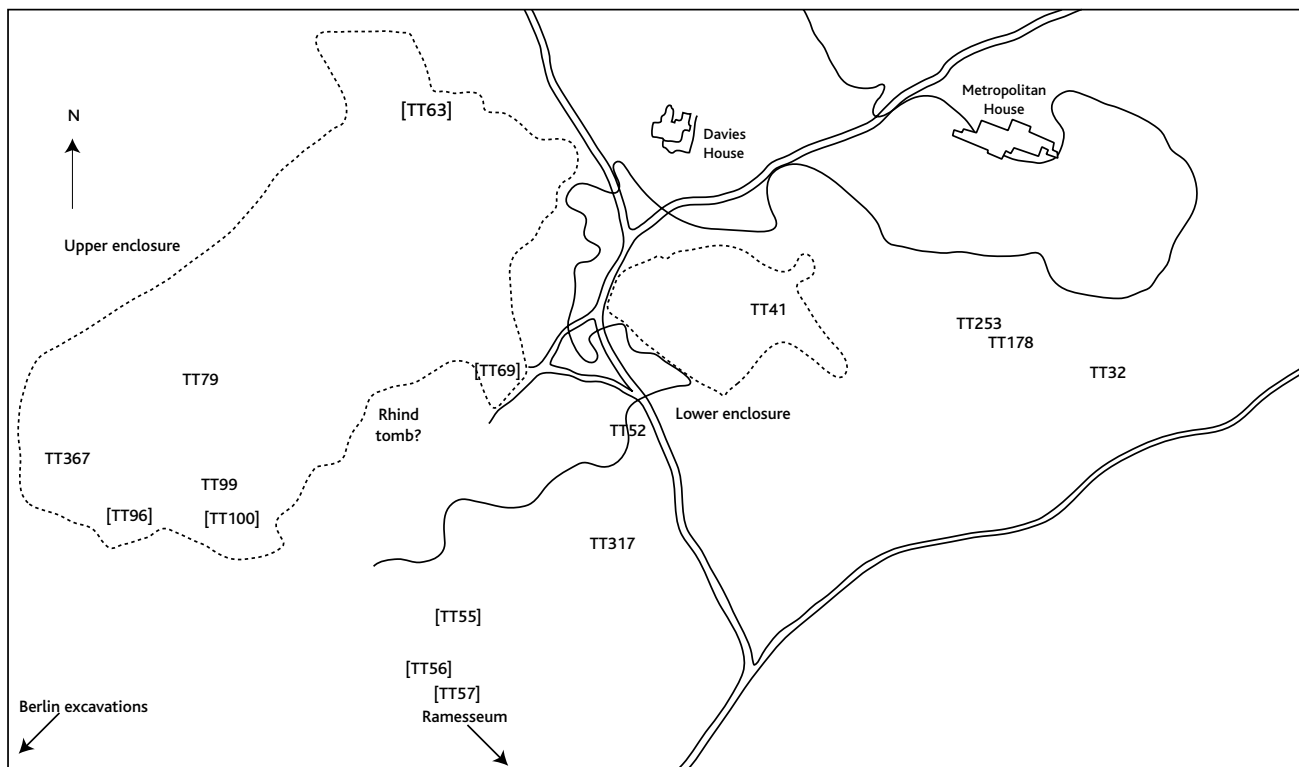 Metropolitan
House
[TT63]
N
Davies
House
Upper enclosure
TT41
TT253
TT178
[TT69]
TT32
TT79
Rhind
tomb?
Lower enclosure
TT52
TT367
TT99
[TT96]
[TT100]
TT317
[TT55]
[TT56]
[TT57]
Berlin excavations
Ramesseum